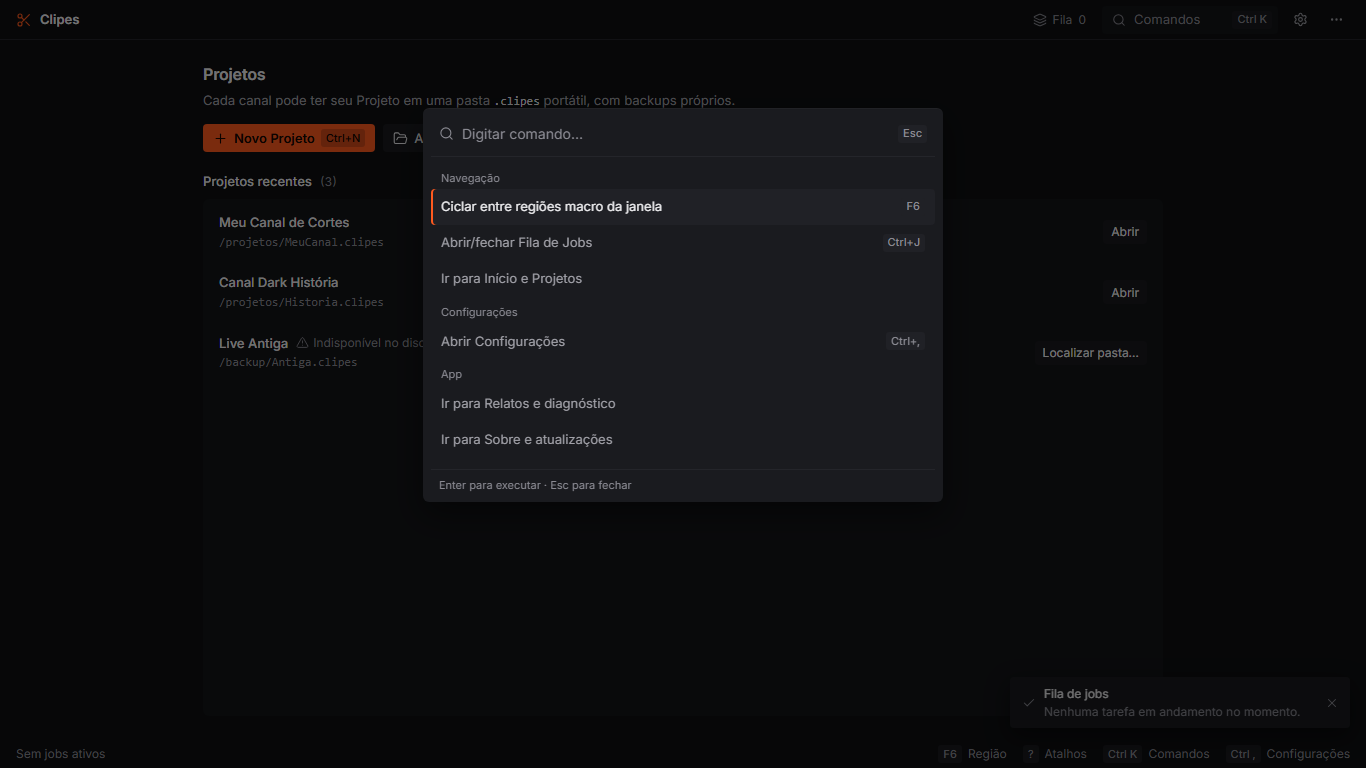 Clipes
Fila 0
Comandos Ctrl K
Projetos
Cada canal pode ter seu Projeto em uma pasta .clipes portátil, com backups próprios.
+ Novo Projeto Ctrl+N
Digitar comando... Esc
Projetos recentes (3)
Navegação
Ciclar entre regiões macro da janela F6
Meu Canal de Cortes
/projetos/MeuCanal.clipes
Abrir
Abrir/fechar Fila de Jobs Ctrl+J
Canal Dark História
/projetos/Historia.clipes
Abrir
Ir para Início e Projetos
Configurações
Abrir Configurações Ctrl+,
Live Antiga Indisponível no
/backup/Antiga.clipes
Localizar pasta...
App
Ir para Relatos e diagnóstico
Ir para Sobre e atualizações
Enter para executar · Esc para fechar
Fila de jobs
Nenhuma tarefa em andamento no momento.
Sem jobs ativos
F6 Região ? Atalhos Ctrl K Comandos Ctrl , Configurações